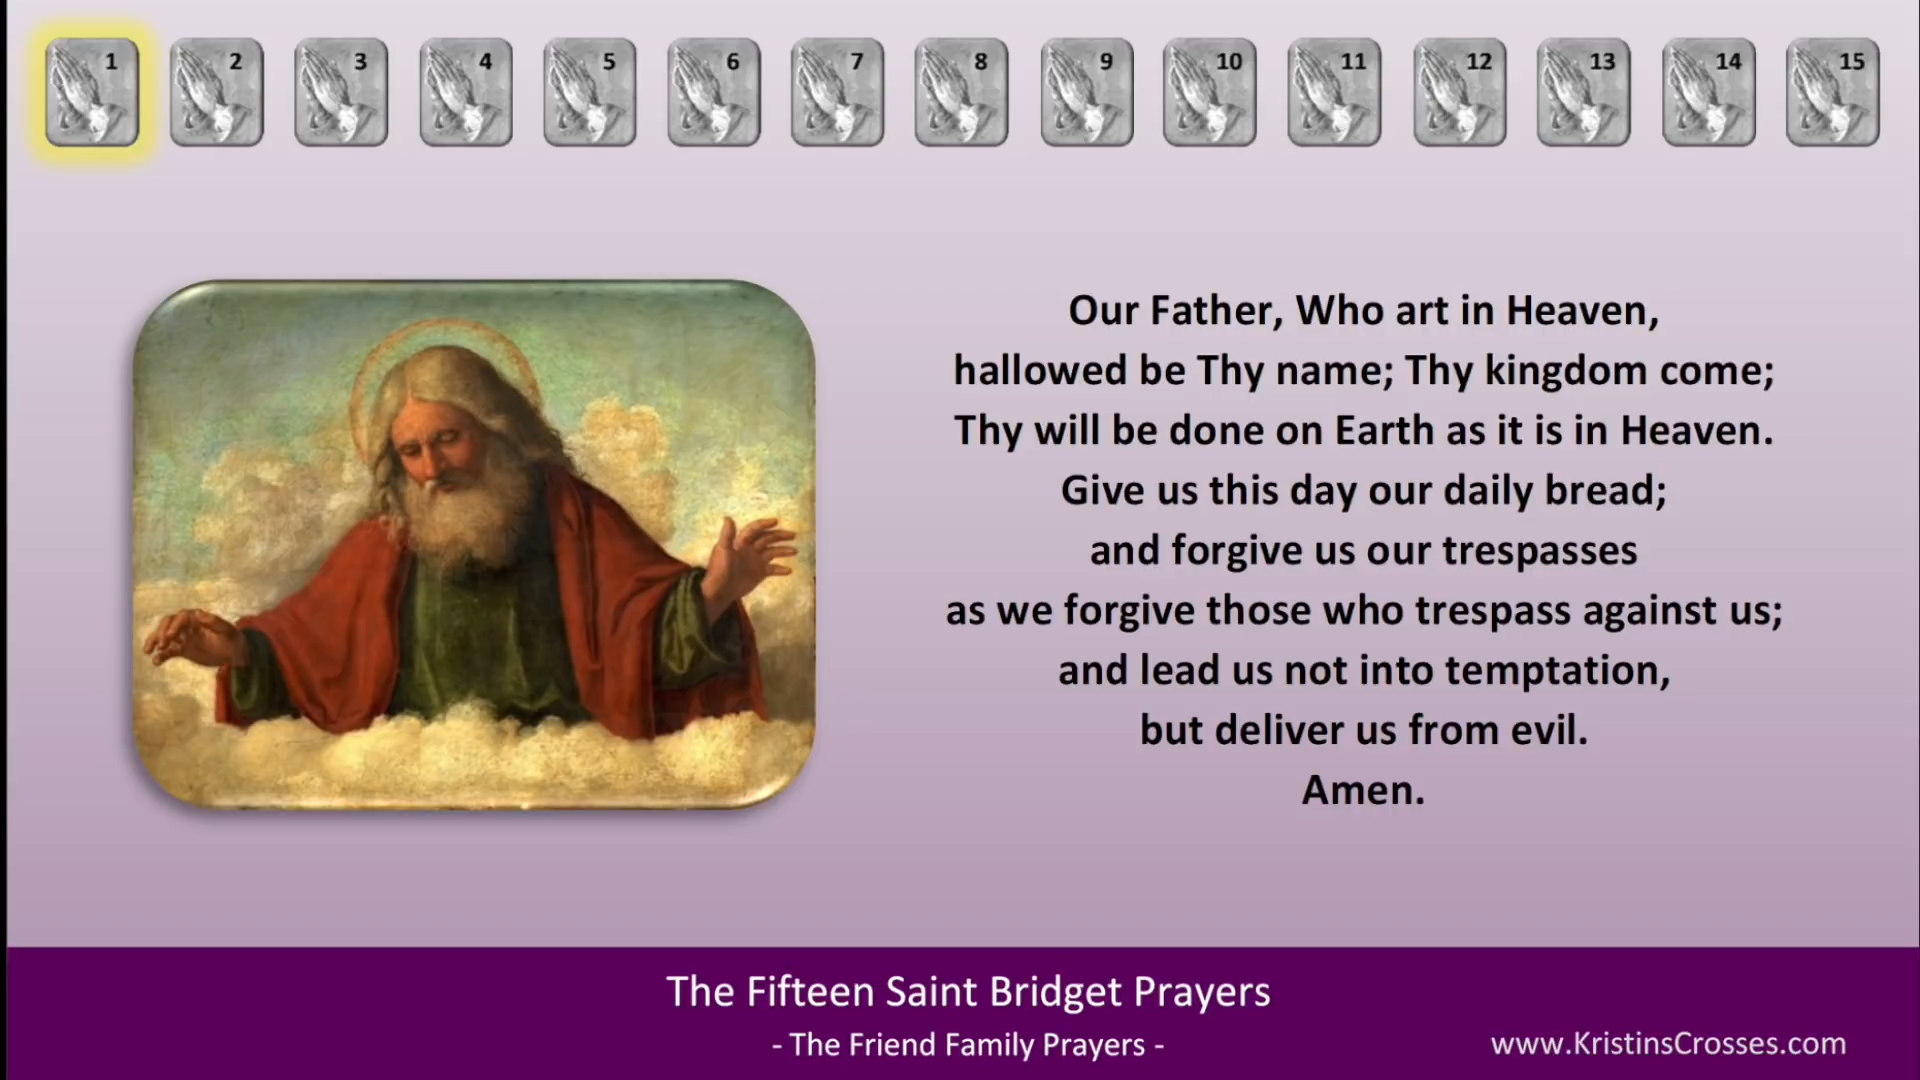 1 2 3 4 5 6 7 8 9 10 11 12 13 14 15
Our Father, Who art in Heaven,
hallowed be Thy name; Thy kingdom come;
Thy will be done on Earth as it is in Heaven.
Give us this day our daily bread;
and forgive us our trespasses
as we forgive those who trespass against us;
and lead us not into temptation,
but deliver us from evil.
Amen.
The Fifteen Saint Bridget Prayers
- The Friend Family Prayers -
www.KristinsCrosses.com